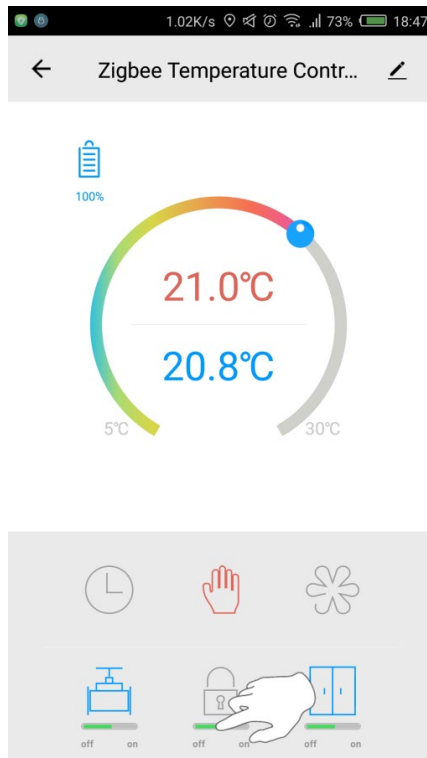 1.02K/s 73% 18:47
Zigbee Temperature Contr...
100%
21.0℃
20.8℃
5℃ 30℃
off on off on off on